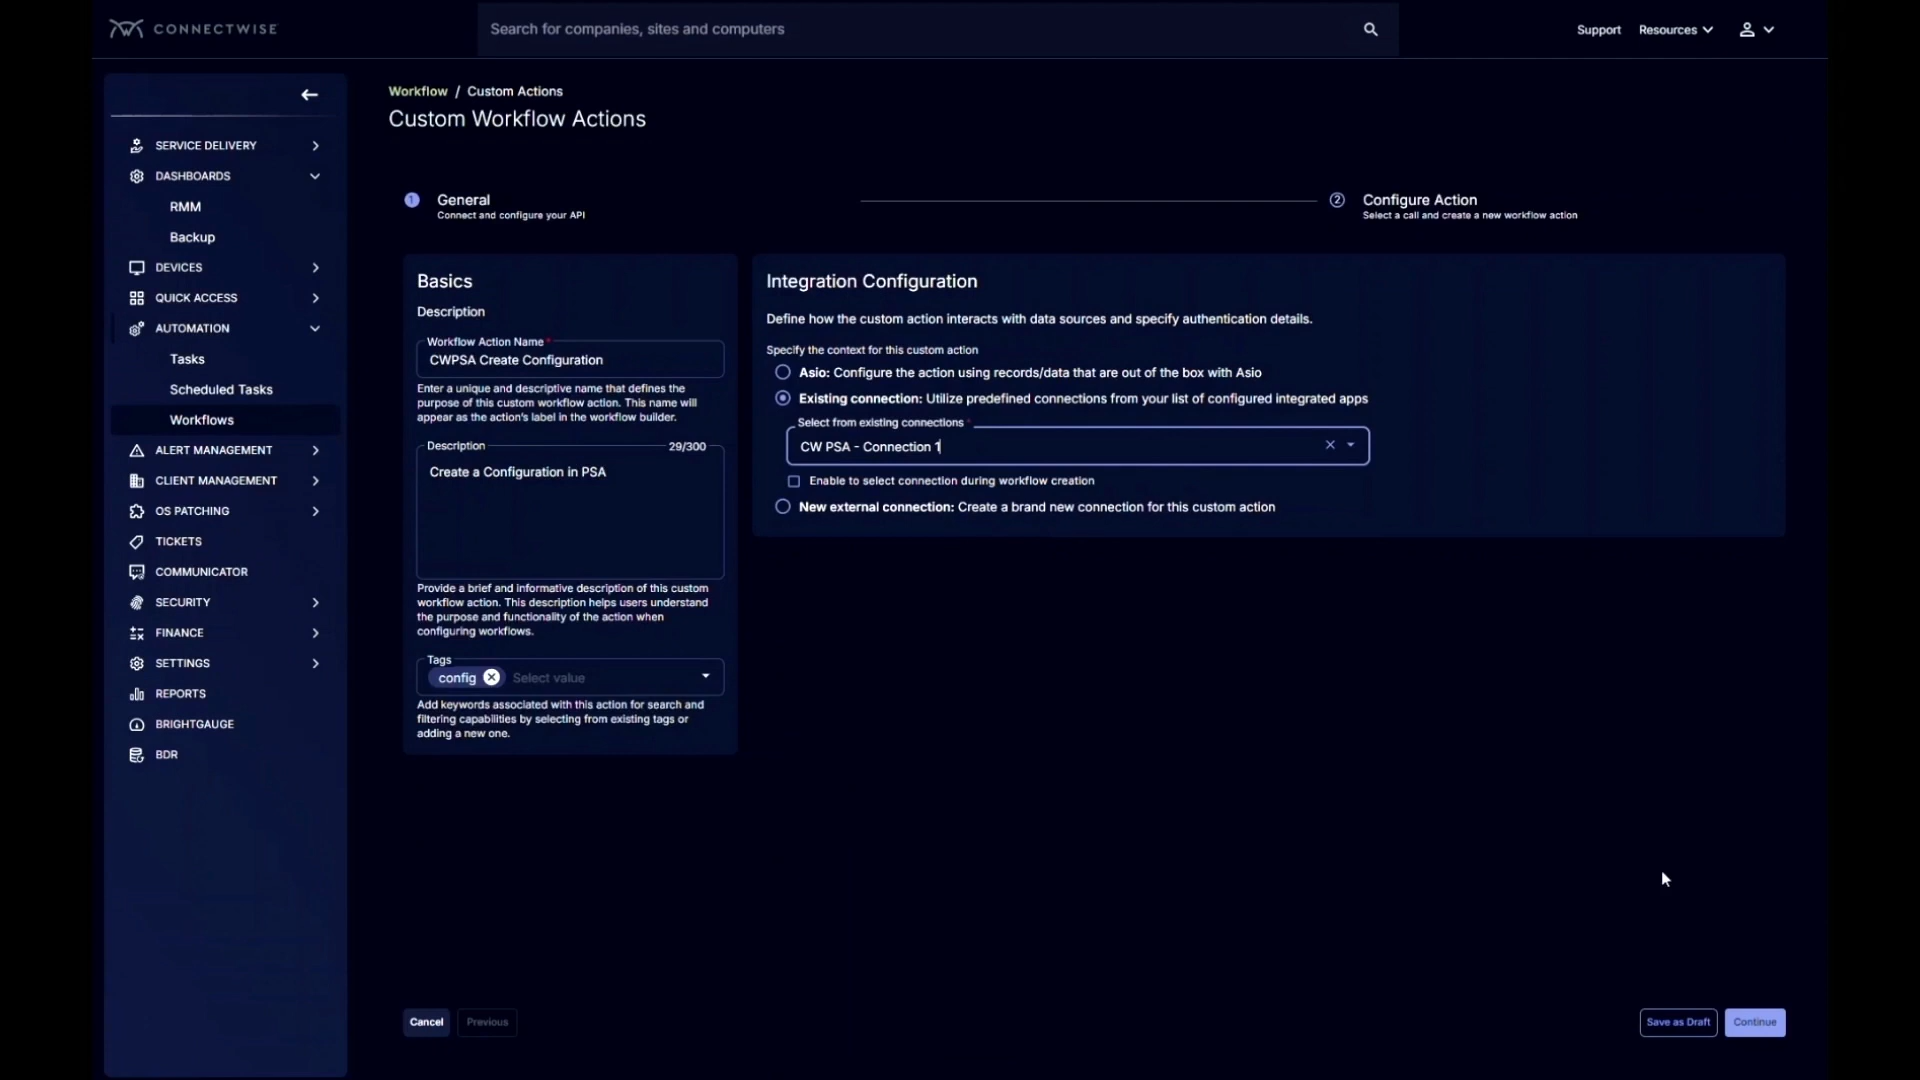 CONNECTWISE
Search for companies, sites and computers
Support
Resources
SERVICE DELIVERY
DASHBOARDS
RMM
Backup
DEVICES
QUICK ACCESS
AUTOMATION
Tasks
Scheduled Tasks
Workflows
ALERT MANAGEMENT
CLIENT MANAGEMENT
OS PATCHING
TICKETS
COMMUNICATOR
SECURITY
FINANCE
SETTINGS
REPORTS
BRIGHTGAUGE
BDR
Workflow / Custom Actions
Custom Workflow Actions
1 General
Connect and configure your API
2 Configure Action
Select a call and create a new workflow action
Basics
Description
Workflow Action Name *
CWPSA Create Configuration
Enter a unique and descriptive name that defines the
purpose of this custom workflow action. This name will
appear as the action's label in the workflow builder.
Description 29/300
Create a Configuration in PSA
Provide a brief and informative description of this custom
workflow action. This description helps users understand
the purpose and functionality of the action when
configuring workflows.
Tags
config Select value
Add keywords associated with this action for search and
filtering capabilities by selecting from existing tags or
adding a new one.
Integration Configuration
Define how the custom action interacts with data sources and specify authentication details.
Specify the context for this custom action
Asio: Configure the action using records/data that are out of the box with Asio
Existing connection: Utilize predefined connections from your list of configured integrated apps
Select from existing connections *
CW PSA - Connection 1
Enable to select connection during workflow creation
New external connection: Create a brand new connection for this custom action
Cancel
Previous
Save as Draft
Continue